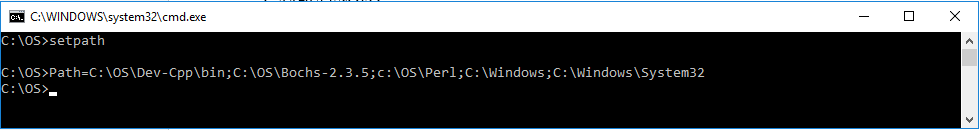 C:\WINDOWS\system32\cmd.exe
C:\OS>setpath
C:\OS>Path=C:\OS\Dev-Cpp\bin;C:\OS\Bochs-2.3.5;c:\OS\Perl;C:\Windows;C:\Windows\System32
C:\OS>